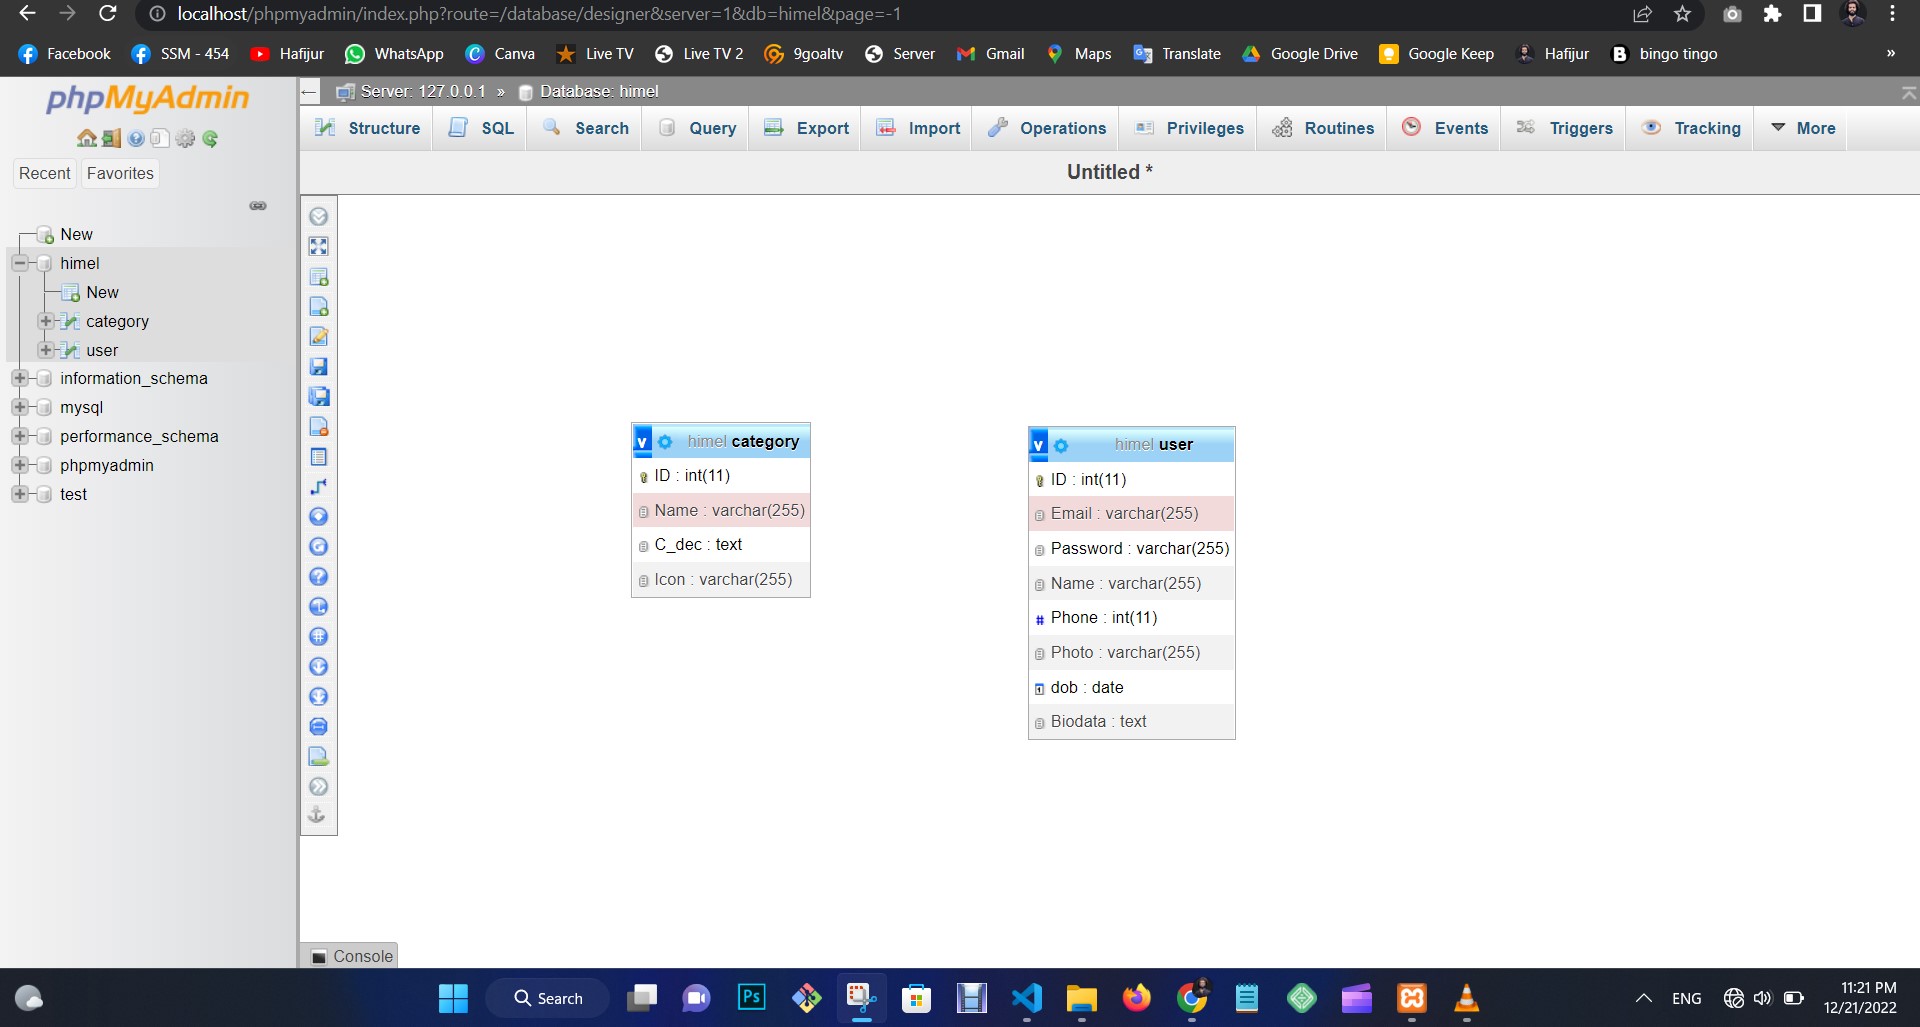 localhost/phpmyadmin/index.php?route=/database/designer&server=1&db=himel&page=-1
Facebook SSM - 454 Hafijur WhatsApp Canva Live TV Live TV 2 9goaltv Server Gmail Maps Translate Google Drive Google Keep Hafijur bingo tingo »
phpMyAdmin
Recent Favorites
New
himel
New
category
user
information_schema
mysql
performance_schema
phpmyadmin
test
Server: 127.0.0.1 » Database: himel
Structure SQL Search Query Export Import Operations Privileges Routines Events Triggers Tracking More
Untitled *
v himel category
ID : int(11)
Name : varchar(255)
C_dec : text
Icon : varchar(255)
v himel user
ID : int(11)
Email : varchar(255)
Password : varchar(255)
Name : varchar(255)
# Phone : int(11)
Photo : varchar(255)
dob : date
Biodata : text
Console
Search
Ps
ENG
11:21 PM
12/21/2022